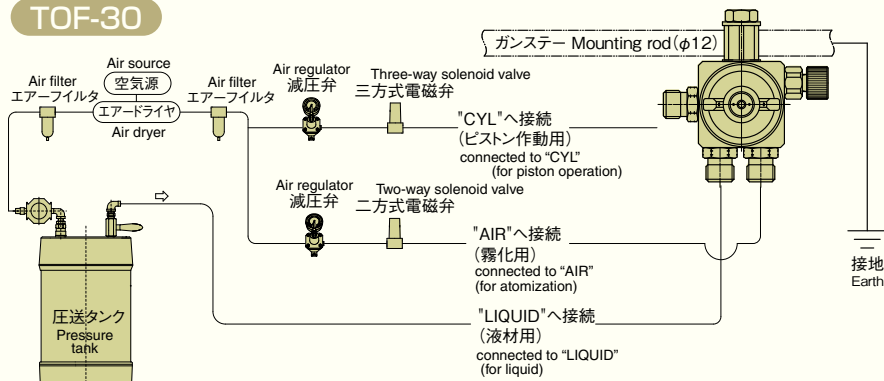 TOF-30
ガンステー Mounting rod(φ12)
Air source
空気源
Air filter
エアーフイルタ
エアードライヤ
Air dryer
Air filter
エアーフイルタ
Air regulator
減圧弁
Three-way solenoid valve
三方式電磁弁
"CYL"へ接続
(ピストン作動用)
connected to “CYL”
(for piston operation)
Air regulator
減圧弁
Two-way solenoid valve
二方式電磁弁
"AIR"へ接続
(霧化用)
connected to “AIR”
(for atomization)
接地
Earth
圧送タンク
Pressure
tank
"LIQUID"へ接続
(液材用)
connected to “LIQUID”
(for liquid)